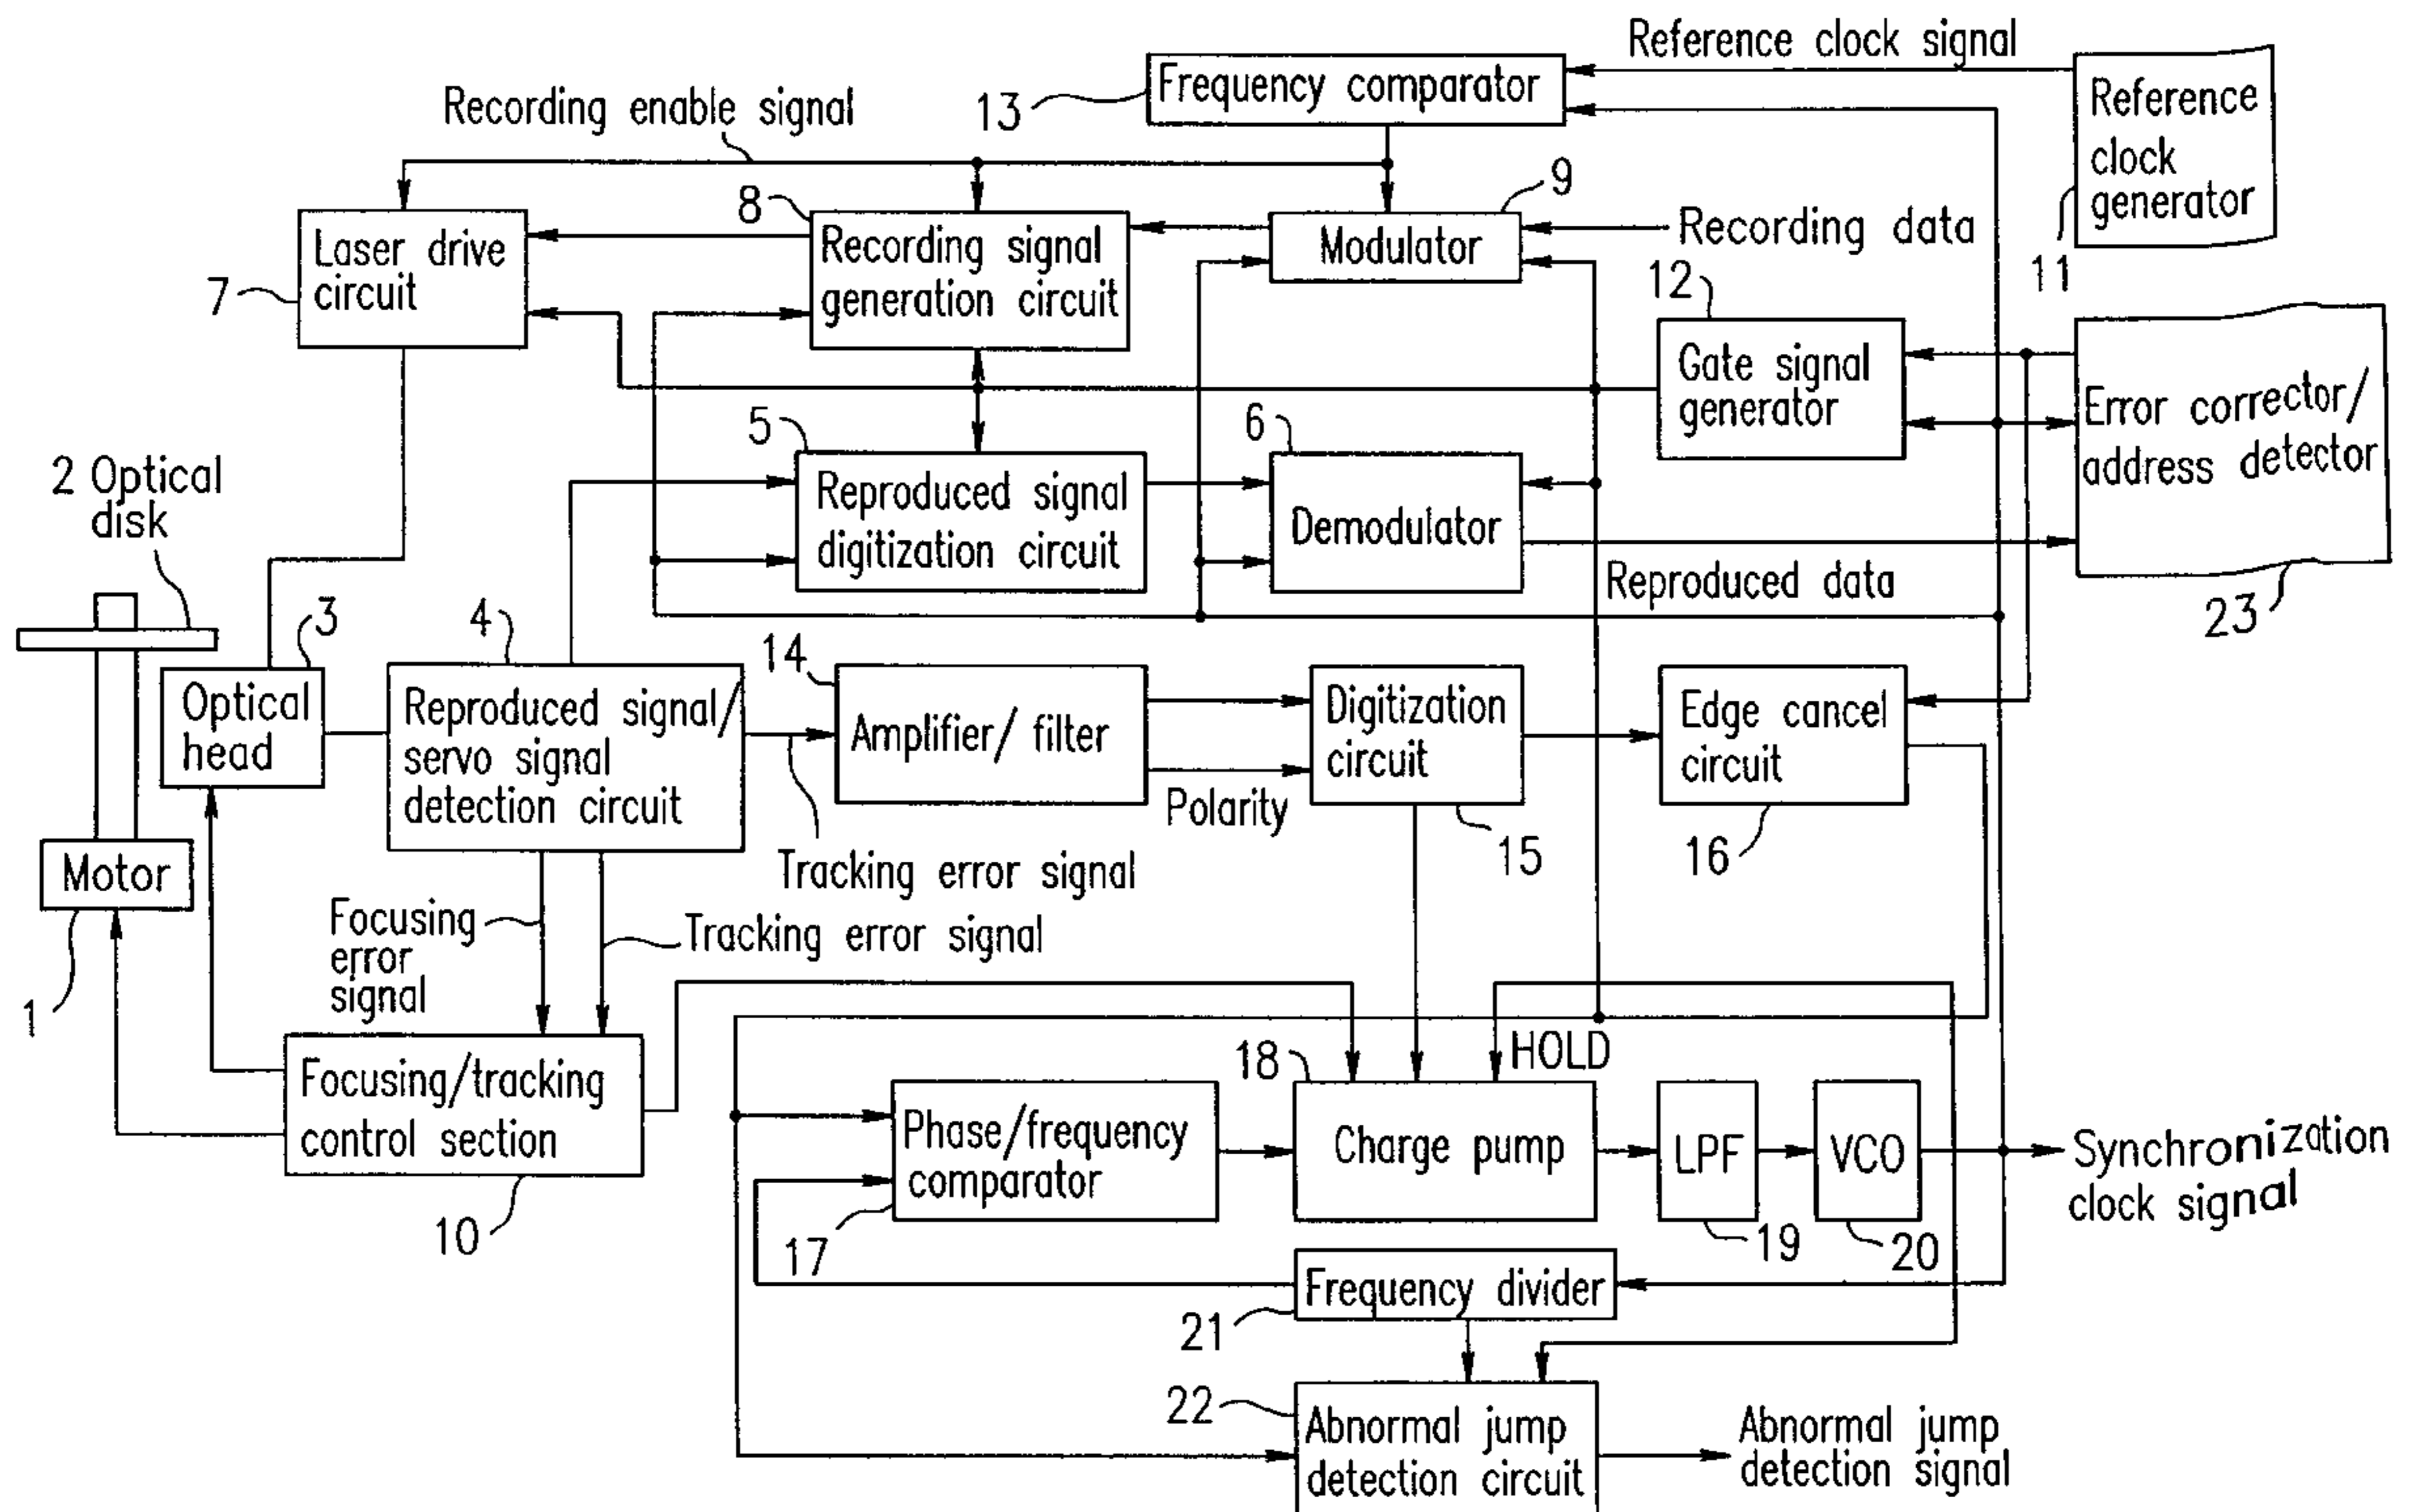 Reference clock signal
Frequency comparator
13
Recording enable signal
Reference
clock
generator
11
8
9
Laser drive
circuit
7
Recording signal
generation circuit
Modulator
Recording data
12
Gate signal
generator
Error corrector/
address detector
23
5
6
2 Optical
disk
Reproduced signal
digitization circuit
Demodulator
Reproduced data
3
4
14
Optical
head
Reproduced signal/
servo signal
detection circuit
Amplifier/ filter
Polarity
Digitization
circuit
15
Edge cancel
circuit
16
Motor
1
Tracking error signal
Focusing
error
signal
Tracking error signal
HOLD
18
Focusing/tracking
control section
10
Phase/frequency
comparator
17
Charge pump
LPF
19
VCO
20
Synchronization
clock signal
Frequency divider
21
22
Abnormal jump
detection circuit
Abnormal jump
detection signal